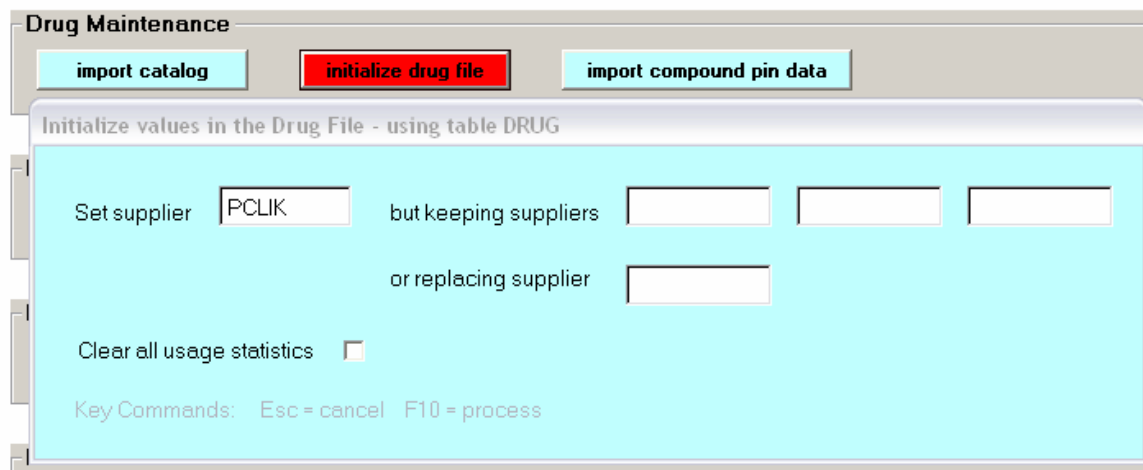 Drug Maintenance
import catalog initialize drug file import compound pin data
Initialize values in the Drug File - using table DRUG
Set supplier PCLIK but keeping suppliers
or replacing supplier
Clear all usage statistics
Key Commands: Esc = cancel F10 = process